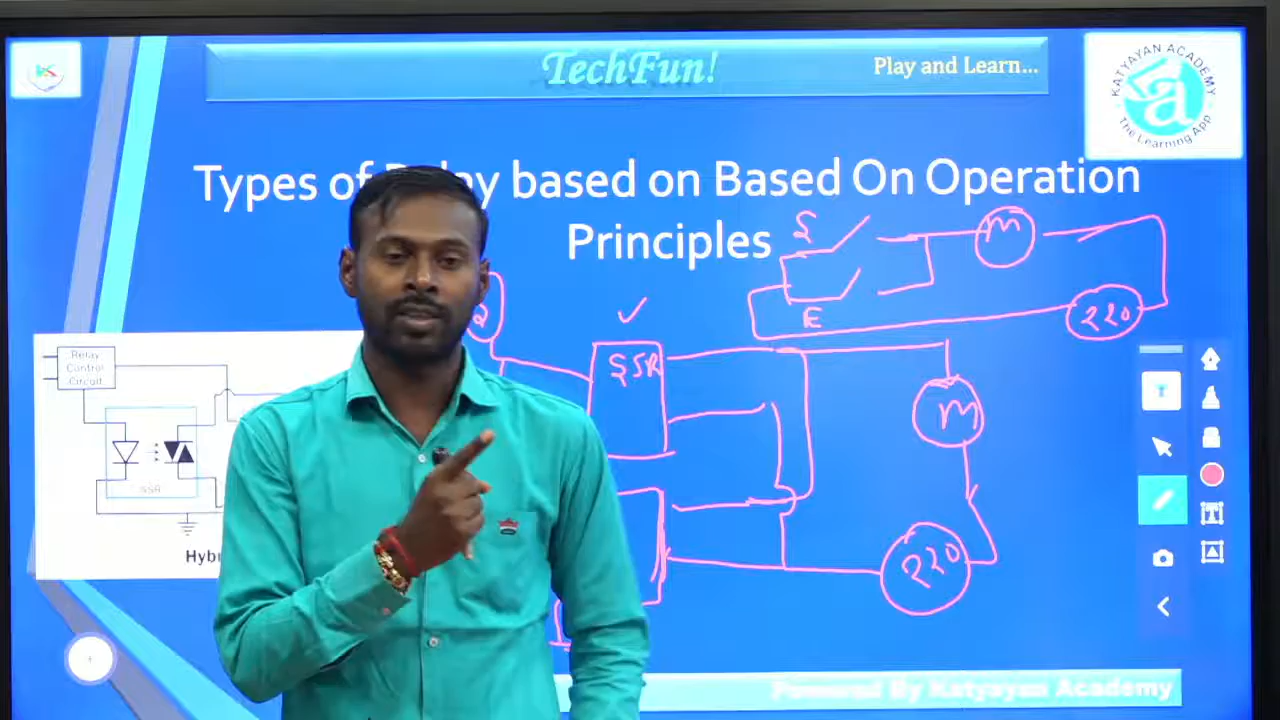 TechFun!
Play and Learn...
KATYAYAN ACADEMY
The Learning App
Types of Relay based on Based On Operation
Principles
S
m
E
220
SSR
m
220
Relay
Control
Circuit
SSR
T
T
Powered By Katyayan Academy